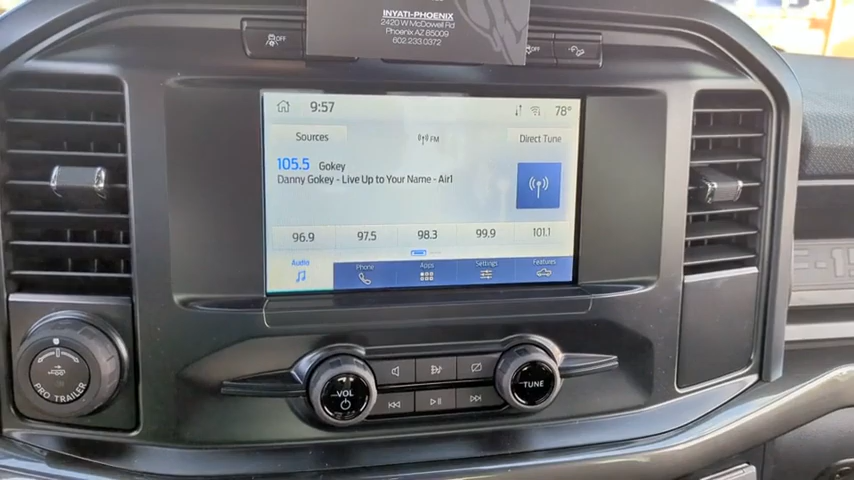 INYATI-PHOENIX
2420 W McDowell Rd
Phoenix AZ 85009
602.233.0372
OFF
OFF
9:57
78°
Sources
FM
Direct Tune
105.5 Gokey
Danny Gokey - Live Up to Your Name - Air1
96.9
97.5
98.3
99.9
101.1
Audio
Phone
Apps
Settings
Features
F-15
PRO TRAILER
VOL
TUNE